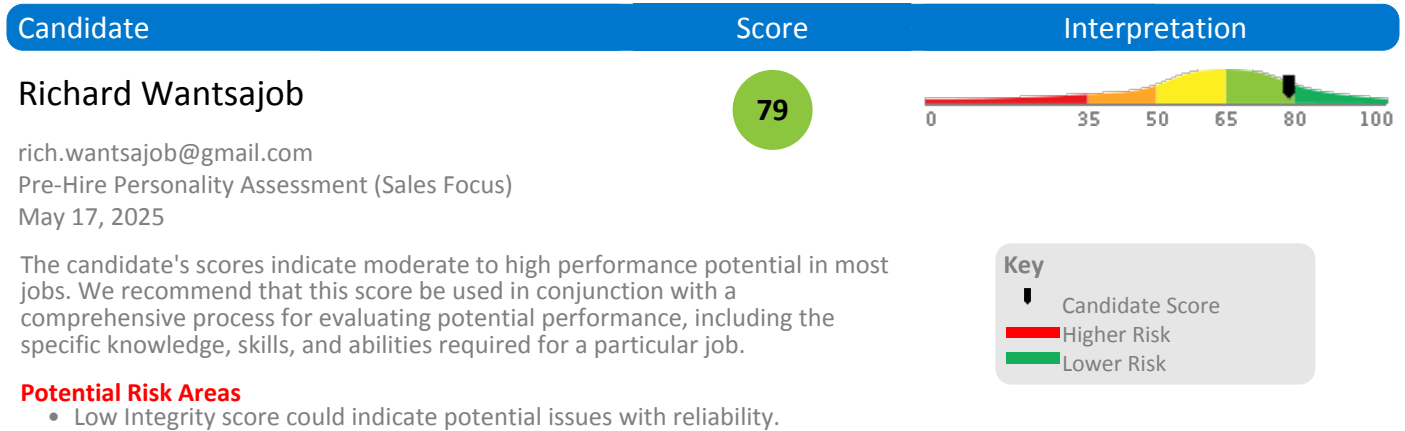 Candidate Score Interpretation
Richard Wantsajob
79
0 35 50 65 80 100
rich.wantsajob@gmail.com
Pre-Hire Personality Assessment (Sales Focus)
May 17, 2025
The candidate's scores indicate moderate to high performance potential in most
jobs. We recommend that this score be used in conjunction with a
comprehensive process for evaluating potential performance, including the
specific knowledge, skills, and abilities required for a particular job.
Key
Candidate Score
Higher Risk
Lower Risk
Potential Risk Areas
• Low Integrity score could indicate potential issues with reliability.